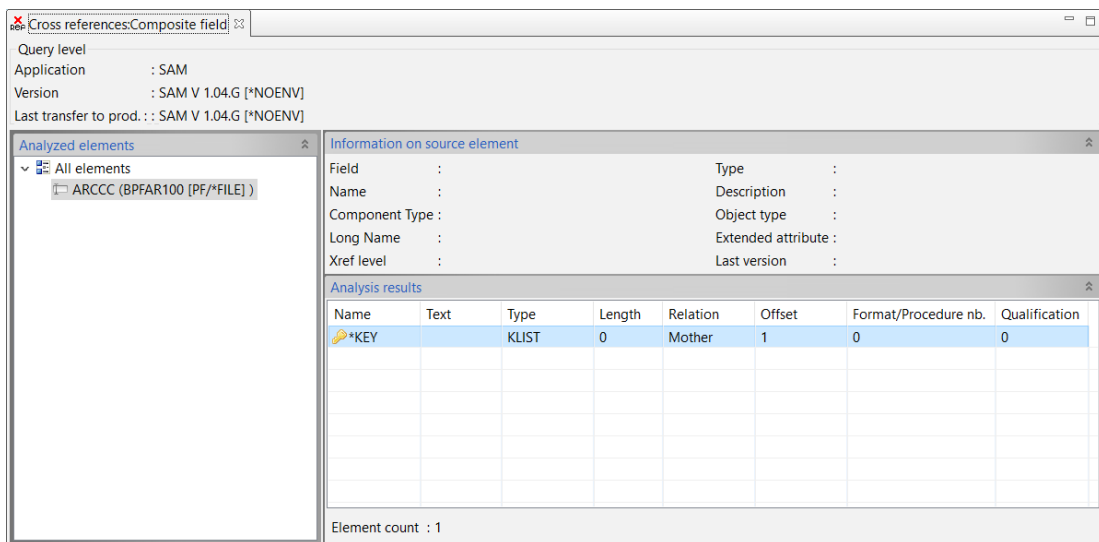 REF Cross references:Composite field
Query level
Application : SAM
Version : SAM V 1.04.G [*NOENV]
Last transfer to prod. : : SAM V 1.04.G [*NOENV]
Analyzed elements
All elements
ARCCC (BPFAR100 [PF/*FILE] )
Information on source element
Field : Type :
Name : Description :
Component Type : Object type :
Long Name : Extended attribute :
Xref level : Last version :
Analysis results
Name Text Type Length Relation Offset Format/Procedure nb. Qualification
*KEY KLIST 0 Mother 1 0 0
Element count : 1